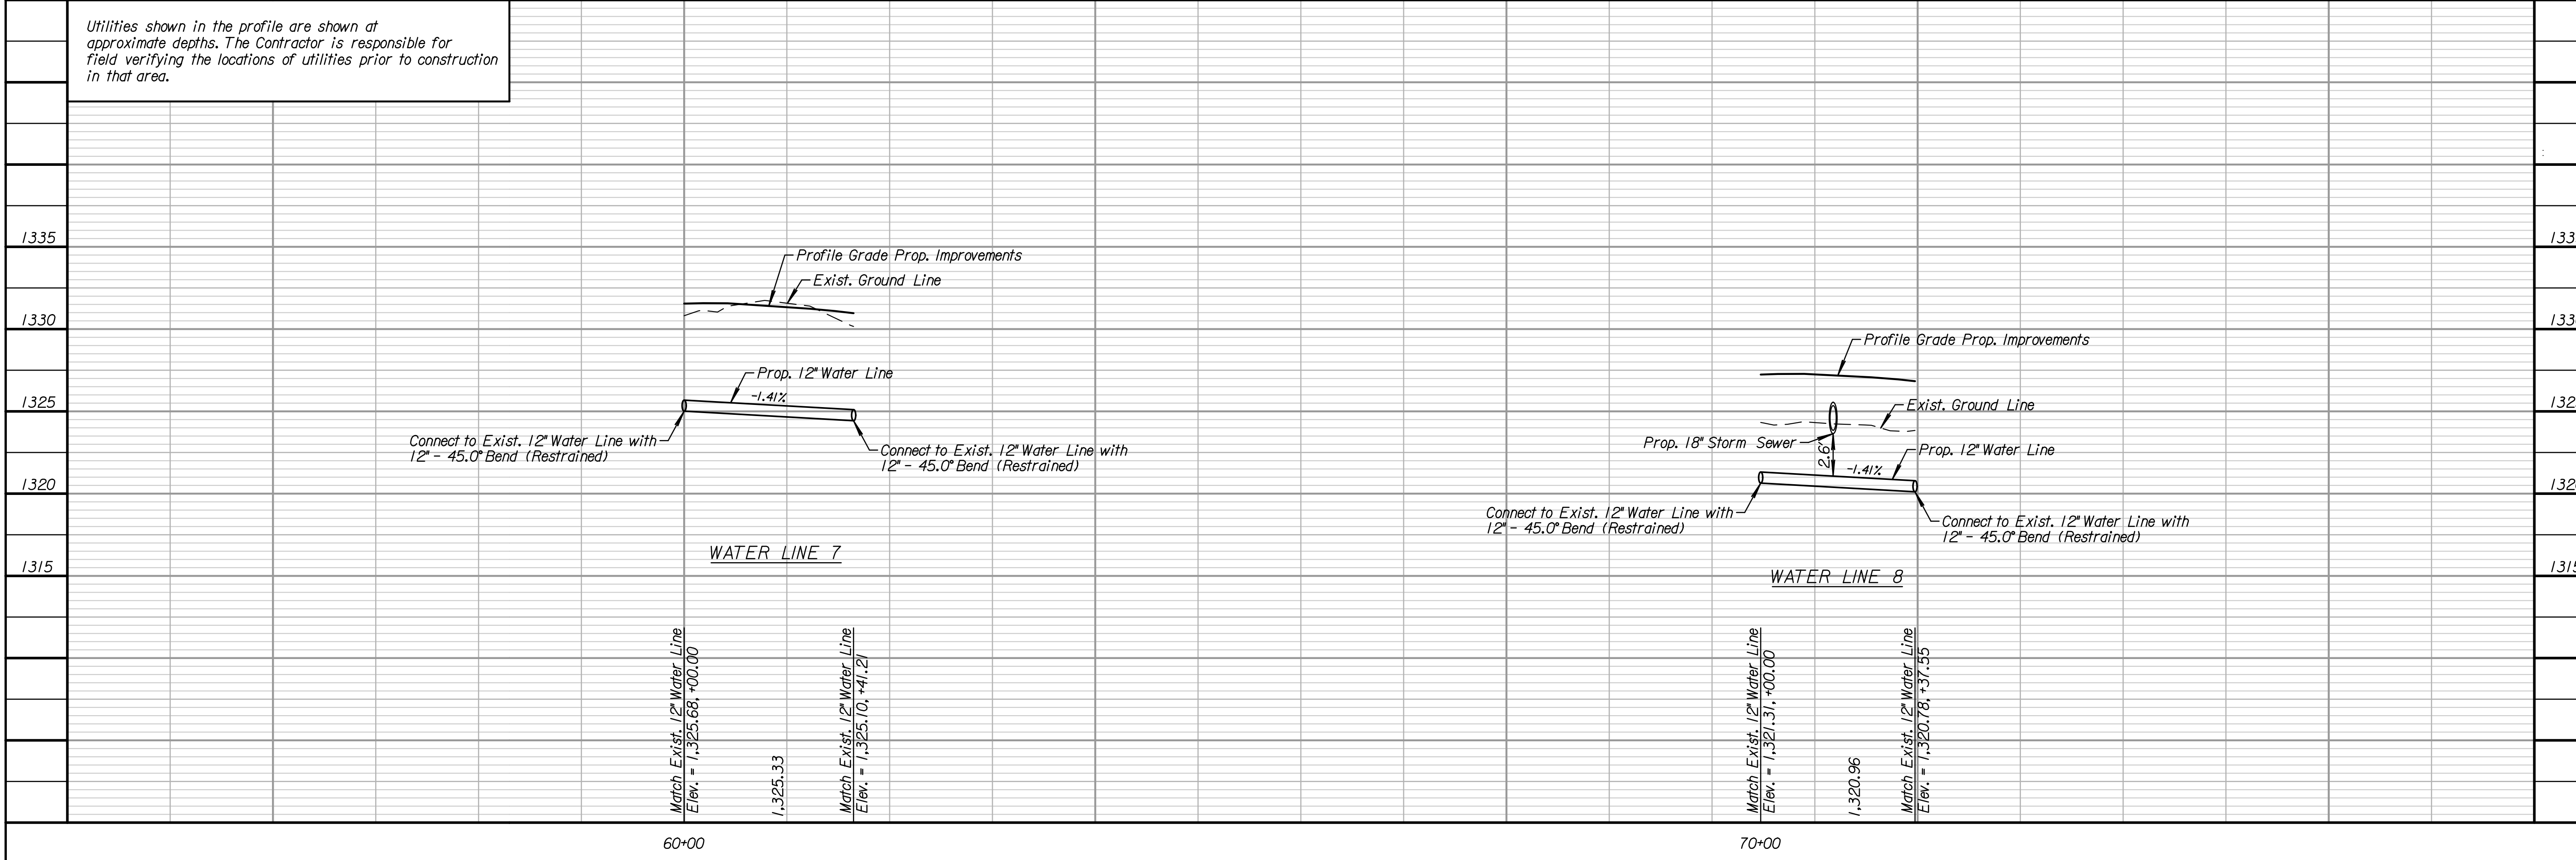 Utilities shown in the profile are shown at
approximate depths. The Contractor is responsible for
field verifying the locations of utilities prior to construction
in that area.
1335
1330
1325
1320
1315
Profile Grade Prop. Improvements
Exist. Ground Line
Prop. 12" Water Line
-1.41%
Connect to Exist. 12" Water Line with
12" - 45.0° Bend (Restrained)
Connect to Exist. 12" Water Line with
12" - 45.0° Bend (Restrained)
WATER LINE 7
Match Exist. 12" Water Line
Elev. = 1,325.68, +00.00
1,325.33
Match Exist. 12" Water Line
Elev. = 1,325.10, +41.21
60+00
Profile Grade Prop. Improvements
Exist. Ground Line
Prop. 18" Storm Sewer
2.6'
Prop. 12" Water Line
-1.41%
Connect to Exist. 12" Water Line with
12" - 45.0° Bend (Restrained)
Connect to Exist. 12" Water Line with
12" - 45.0° Bend (Restrained)
WATER LINE 8
Match Exist. 12" Water Line
Elev. = 1,321.31, +00.00
1,320.96
Match Exist. 12" Water Line
Elev. = 1,320.78, +37.55
70+00
1315